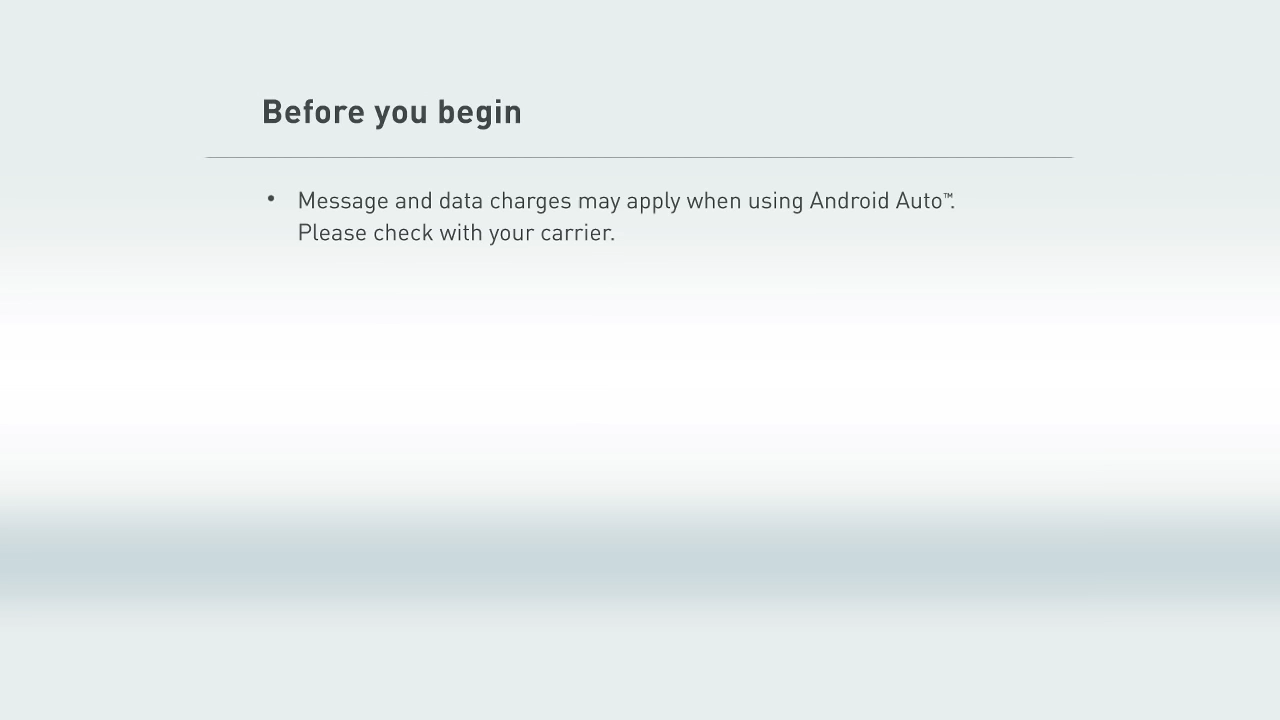 Before you begin
• Message and data charges may apply when using Android Auto™.
Please check with your carrier.